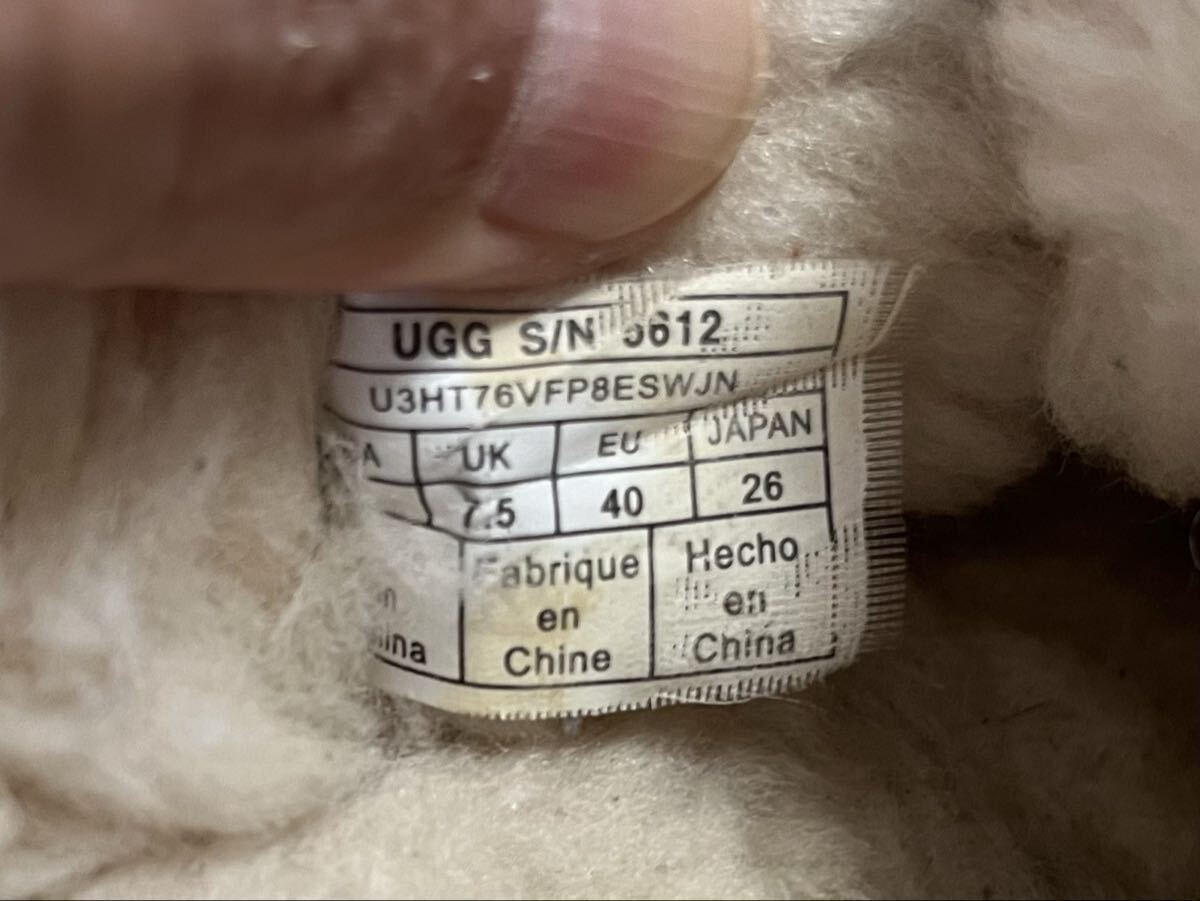 UGG S/N 5612
U3HT76VFP8ESWJN
UK EU JAPAN
7.5 40 26
Fabrique Hecho
en en
Chine China